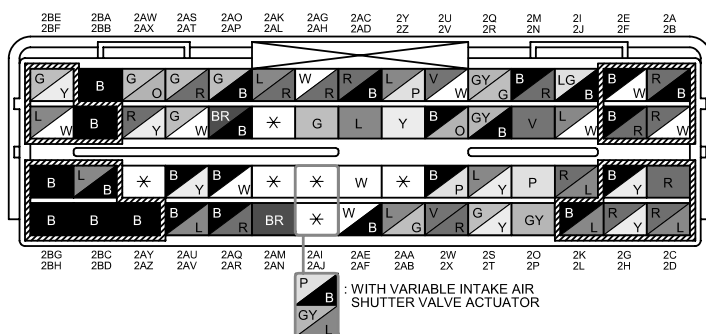 2BE 2BA 2AW 2AS 2AO 2AK 2AG 2AC 2Y 2U 2Q 2M 2I 2E 2A
2BF 2BB 2AX 2AT 2AP 2AL 2AH 2AD 2Z 2V 2R 2N 2J 2F 2B
G Y B G O G R G B L R W R R B L P V W GY G B R LG B B W R B
L W B R Y G W BR B * G L Y B O GY B V L W B R R W
B L B * B Y B W * * W * B P L Y P R L B Y R
B B B B L B R BR * W B L G V R G Y GY B L R Y R L
2BG 2BC 2AY 2AU 2AQ 2AM 2AI 2AE 2AA 2W 2S 2O 2K 2G 2C
2BH 2BD 2AZ 2AV 2AR 2AN 2AJ 2AF 2AB 2X 2T 2P 2L 2H 2D
P B
GY L
: WITH VARIABLE INTAKE AIR
SHUTTER VALVE ACTUATOR